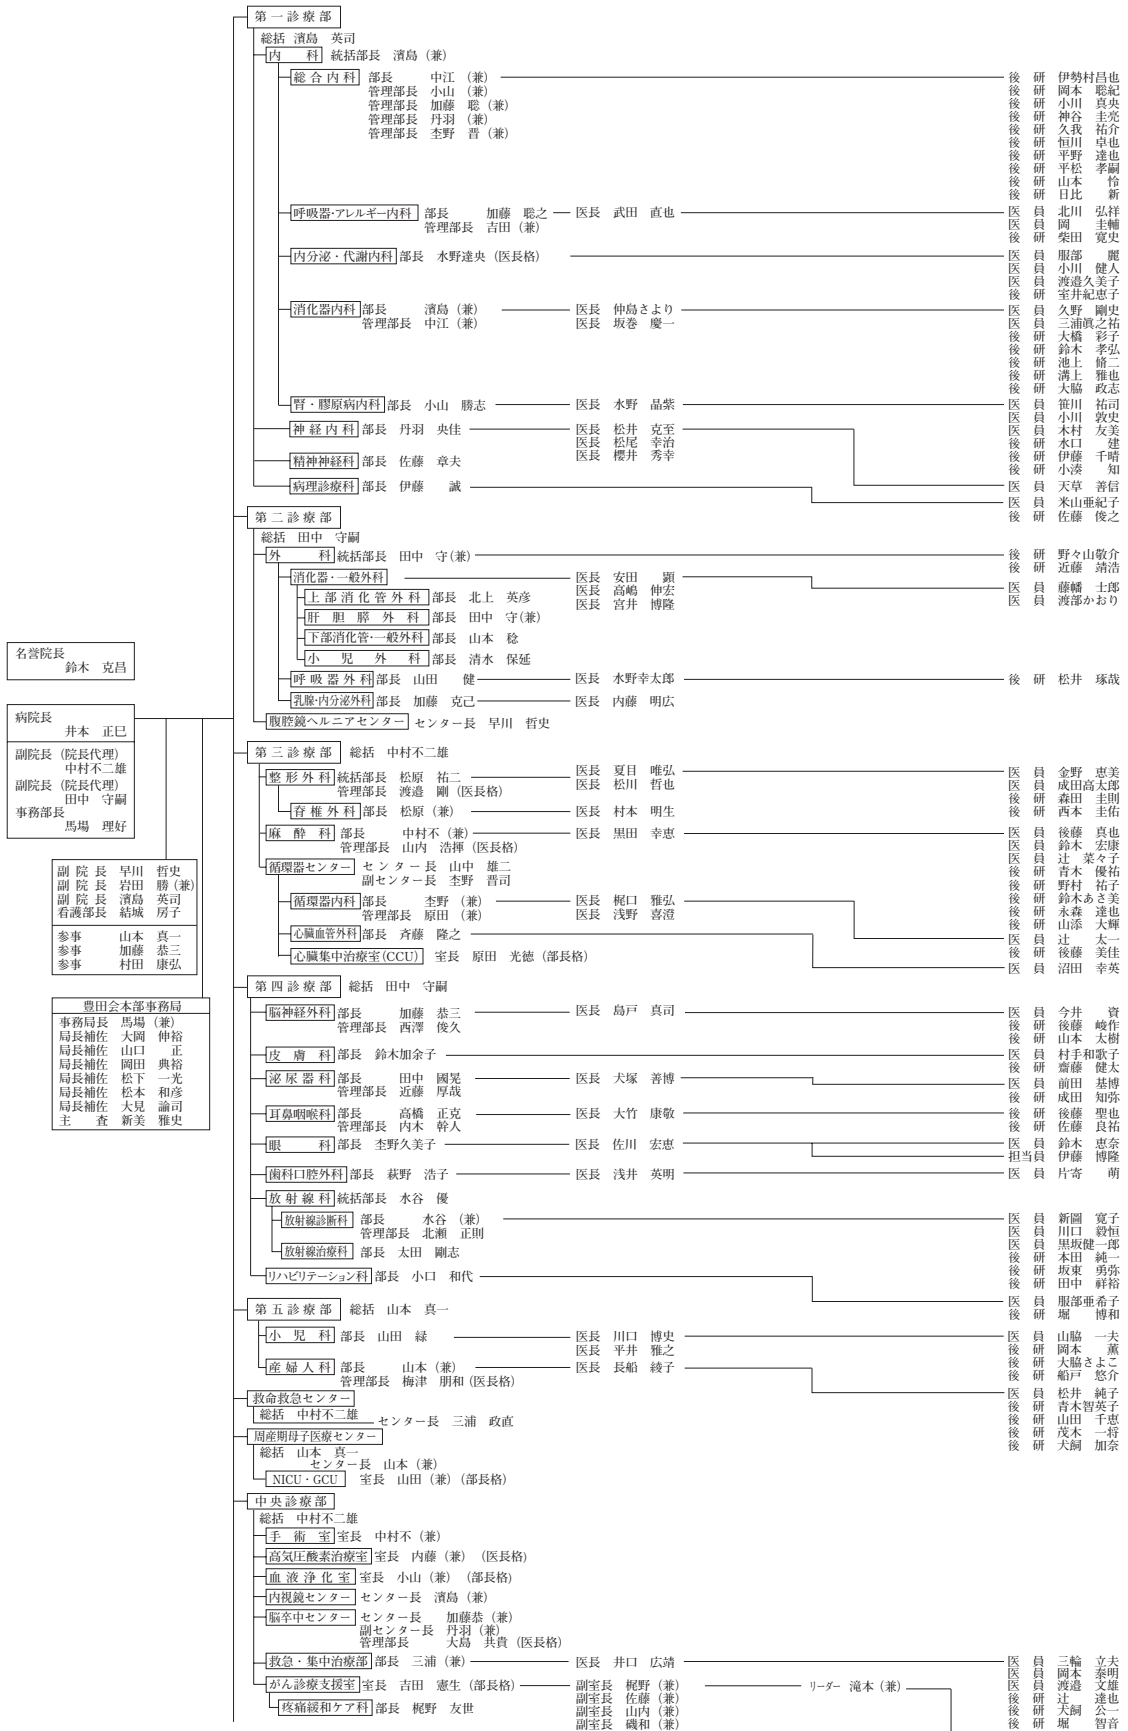 名誉院長
鈴木 克昌
病院長
井本 正巳
副院長（院長代理）
中村不二雄
副院長（院長代理）
田中 守嗣
事務部長
馬場 理好
副院長 早川 哲史
副院長 岩田 勝（兼）
副院長 濱島 英司
看護部長 結城 房子
参事 山本 真一
参事 加藤 恭三
参事 村田 康弘
豊田会本部事務局
事務局長 馬場（兼）
局長補佐 大岡 伸裕
局長補佐 山口 正
局長補佐 岡田 典裕
局長補佐 松下 一光
局長補佐 松本 和彦
局長補佐 大見 諭司
主査 新美 雅史
第一診療部
総括 濱島 英司
内科 統括部長 濱島（兼）
総合内科 部長 中江（兼） 後研 伊勢村昌也
管理部長 小山（兼） 後研 岡本 聡紀
管理部長 加藤 聡（兼） 後研 小川 真央
管理部長 丹羽（兼） 後研 神谷 圭亮
管理部長 杢野 晋（兼） 後研 久我 祐介
後研 恒川 卓也
後研 平野 達也
後研 平松 孝嗣
後研 山本 怜
後研 日比 新
呼吸器・アレルギー内科 部長 加藤 聡之 医長 武田 直也 医員 北川 弘祥
管理部長 吉田（兼） 医員 岡 圭輔
後研 柴田 寛史
内分泌・代謝内科 部長 水野達央（医長格） 医員 服部 麗
医員 小川 健人
医員 渡邉久美子
後研 室井紀恵子
消化器内科 部長 濱島（兼） 医長 仲島さより 医員 久野 剛史
管理部長 中江（兼） 医長 坂巻 慶一 医員 三浦眞之祐
後研 大橋 彩子
後研 鈴木 孝弘
後研 池上 脩二
後研 溝上 雅也
後研 大脇 政志
腎・膠原病内科 部長 小山 勝志 医長 水野 晶紫 医員 笹川 祐司
医員 小川 敦史
神経内科 部長 丹羽 央佳 医長 松井 克至 医員 木村 友美
医長 松尾 幸治 後研 水口 建
医長 櫻井 秀幸 後研 伊藤 千晴
精神神経科 部長 佐藤 章夫 後研 小湊 知
病理診療科 部長 伊藤 誠 医員 天草 善信
医員 米山亜紀子
後研 佐藤 俊之
第二診療部
総括 田中 守嗣
外科 統括部長 田中 守（兼） 後研 野々山敬介
後研 近藤 靖浩
消化器・一般外科 医長 安田 顕 医員 藤幡 士郎
医長 高嶋 伸宏 医員 渡部かおり
医長 宮井 博隆
上部消化管外科 部長 北上 英彦
肝胆膵外科 部長 田中 守（兼）
下部消化管・一般外科 部長 山本 稔
小児外科 部長 清水 保延
呼吸器外科 部長 山田 健 医長 水野幸太郎 後研 松井 琢哉
乳腺・内分泌外科 部長 加藤 克己 医長 内藤 明広
腹腔鏡ヘルニアセンター センター長 早川 哲史
第三診療部 総括 中村不二雄
整形外科 統括部長 松原 祐二 医長 夏目 唯弘 医員 金野 恵美
管理部長 渡邉 剛（医長格） 医長 松川 哲也 医員 成田高太郎
後研 森田 圭則
脊椎外科 部長 松原（兼） 医長 村本 明生 後研 西本 圭佑
麻酔科 部長 中村不（兼） 医長 黒田 幸恵 医員 後藤 真也
管理部長 山内 浩揮（医長格） 医員 鈴木 宏康
医員 辻 菜々子
後研 青木 優祐
後研 野村 祐子
後研 鈴木あさ美
後研 永森 達也
後研 山添 大輝
循環器センター センター長 山中 雄二
副センター長 杢野 晋司
循環器内科 部長 杢野（兼） 医長 梶口 雅弘 医員 辻 太一
管理部長 原田（兼） 医長 浅野 喜澄 後研 後藤 美佳
心臓血管外科 部長 斉藤 隆之 医員 沼田 幸英
心臓集中治療室（CCU） 室長 原田 光徳（部長格）
第四診療部 総括 田中 守嗣
脳神経外科 部長 加藤 恭三 医長 島戸 真司 医員 今井 資
管理部長 西澤 俊久 後研 後藤 峻作
後研 山本 太樹
皮膚科 部長 鈴木加余子 医員 村手和歌子
後研 齋藤 健太
泌尿器科 部長 田中 國晃 医長 犬塚 善博 医員 前田 基博
管理部長 近藤 厚哉 後研 成田 知弥
耳鼻咽喉科 部長 高橋 正克 医長 大竹 康敬 後研 後藤 聖也
管理部長 内木 幹人 後研 佐藤 良祐
眼科 部長 杢野久美子 医長 佐川 宏恵 医員 鈴木 恵奈
担当員 伊藤 博隆
歯科口腔外科 部長 萩野 浩子 医長 浅井 英明 医員 片寄 萌
放射線科 統括部長 水谷 優
放射線診断科 部長 水谷（兼） 医員 新圖 寛子
管理部長 北瀬 正則 医員 川口 毅恒
医員 黒坂健一郎
放射線治療科 部長 太田 剛志 後研 本田 純一
後研 坂東 勇弥
後研 田中 祥裕
リハビリテーション科 部長 小口 和代 医員 服部亜希子
後研 堀 博和
第五診療部 総括 山本 真一
小児科 部長 山田 緑 医長 川口 博史 医員 山脇 一夫
医長 平井 雅之 後研 岡本 薫
後研 大脇さよこ
後研 船戸 悠介
産婦人科 部長 山本（兼） 医長 長船 綾子 医員 松井 純子
管理部長 梅津 朋和（医長格） 後研 青木智英子
後研 山田 千恵
後研 茂木 一将
後研 犬飼 加奈
救命救急センター
総括 中村不二雄
センター長 三浦 政直
周産期母子医療センター
総括 山本 真一
センター長 山本（兼）
NICU・GCU 室長 山田（兼）（部長格）
中央診療部
総括 中村不二雄
手術室 室長 中村不（兼）
高気圧酸素治療室 室長 内藤（兼）（医長格）
血液浄化室 室長 小山（兼）（部長格）
内視鏡センター センター長 濱島（兼）
脳卒中センター センター長 加藤恭（兼）
副センター長 丹羽（兼）
管理部長 大島 共貴（医長格）
救急・集中治療部 部長 三浦（兼） 医長 井口 広靖 医員 三輪 立夫
医員 岡本 泰明
がん診療支援室 室長 吉田 憲生（部長格） 副室長 梶野（兼） リーダー 滝本（兼） 医員 渡邉 文雄
副室長 佐藤（兼） 後研 辻 達也
疼痛緩和ケア科 部長 梶野 友世 副室長 山内（兼） 後研 犬飼 公一
副室長 磯和（兼） 後研 堀 智音